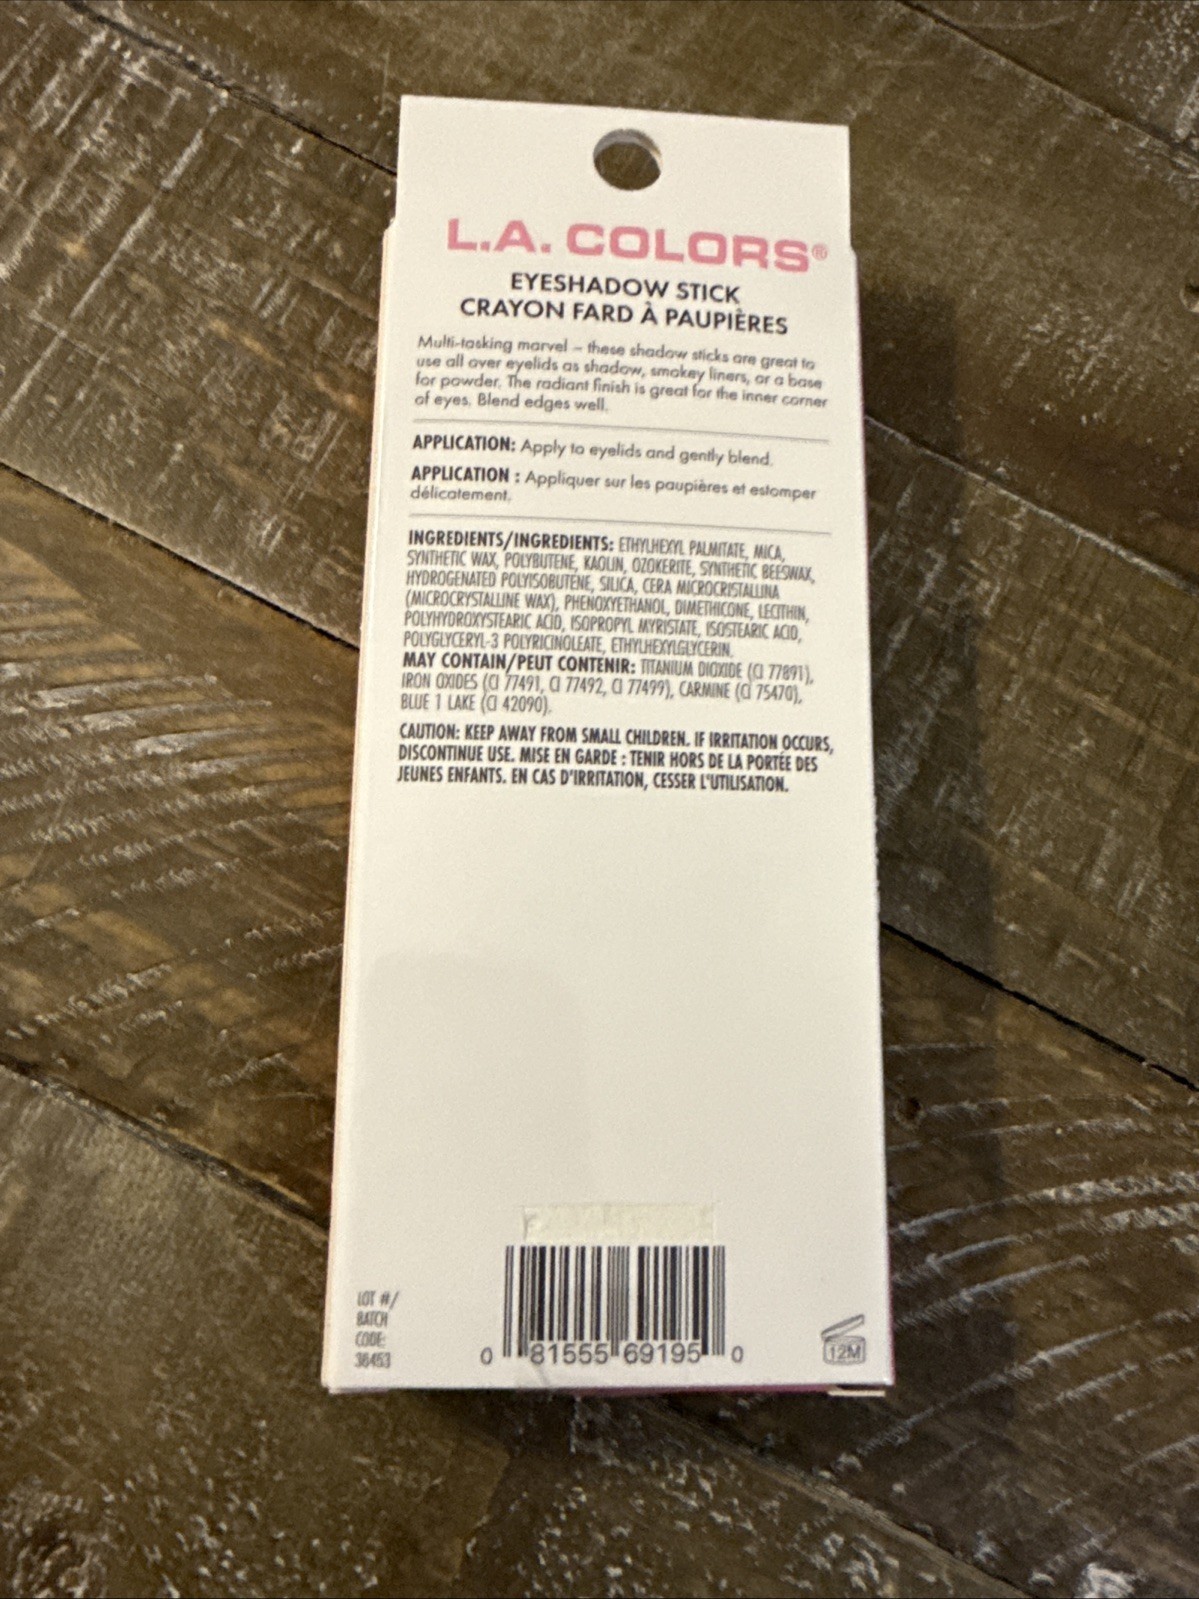 L.A. COLORS®
EYESHADOW STICK
CRAYON FARD À PAUPIÈRES
Multi-tasking marvel – these shadow sticks are great to
use all over eyelids as shadow, smokey liners, or a base
for powder. The radiant finish is great for the inner corner
of eyes. Blend edges well.
APPLICATION: Apply to eyelids and gently blend.
APPLICATION : Appliquer sur les paupières et estomper
délicatement.
INGREDIENTS/INGREDIENTS: ETHYLHEXYL PALMITATE, MICA,
SYNTHETIC WAX, POLYBUTENE, KAOLIN, OZOKERITE, SYNTHETIC BEESWAX,
HYDROGENATED POLYISOBUTENE, SILICA, CERA MICROCRISTALLINA
(MICROCRYSTALLINE WAX), PHENOXYETHANOL, DIMETHICONE, LECITHIN,
POLYHYDROXYSTEARIC ACID, ISOPROPYL MYRISTATE, ISOSTEARIC ACID,
POLYGLYCERYL-3 POLYRICINOLEATE, ETHYLHEXYLGLYCERIN.
MAY CONTAIN/PEUT CONTENIR: TITANIUM DIOXIDE (CI 77891),
IRON OXIDES (CI 77491, CI 77492, CI 77499), CARMINE (CI 75470),
BLUE 1 LAKE (CI 42090).
CAUTION: KEEP AWAY FROM SMALL CHILDREN. IF IRRITATION OCCURS,
DISCONTINUE USE. MISE EN GARDE : TENIR HORS DE LA PORTÉE DES
JEUNES ENFANTS. EN CAS D'IRRITATION, CESSER L'UTILISATION.
LOT #/
BATCH
CODE:
36453
0 81555 69195 0
12M